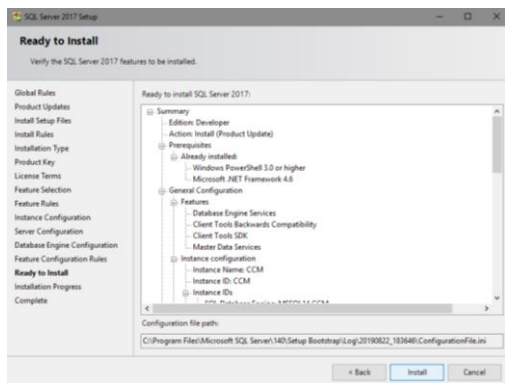 SQL Server 2017 Setup
Ready to Install
Verify the SQL Server 2017 features to be installed.
Global Rules
Product Updates
Install Setup Files
Install Rules
Installation Type
Product Key
License Terms
Feature Selection
Feature Rules
Instance Configuration
Server Configuration
Database Engine Configuration
Feature Configuration Rules
Ready to Install
Installation Progress
Complete
Ready to install SQL Server 2017:
Summary
Edition: Developer
Action: Install (Product Update)
Prerequisites
Already installed:
Windows PowerShell 3.0 or higher
Microsoft .NET Framework 4.6
General Configuration
Features
Database Engine Services
Client Tools Backwards Compatibility
Client Tools SDK
Master Data Services
Instance configuration
Instance Name: CCM
Instance ID: CCM
Instance IDs
SQL Database Engine: MSSQL14.CCM
Configuration file path:
C:\Program Files\Microsoft SQL Server\140\Setup Bootstrap\Log\20190822_183646\ConfigurationFile.ini
< Back
Install
Cancel